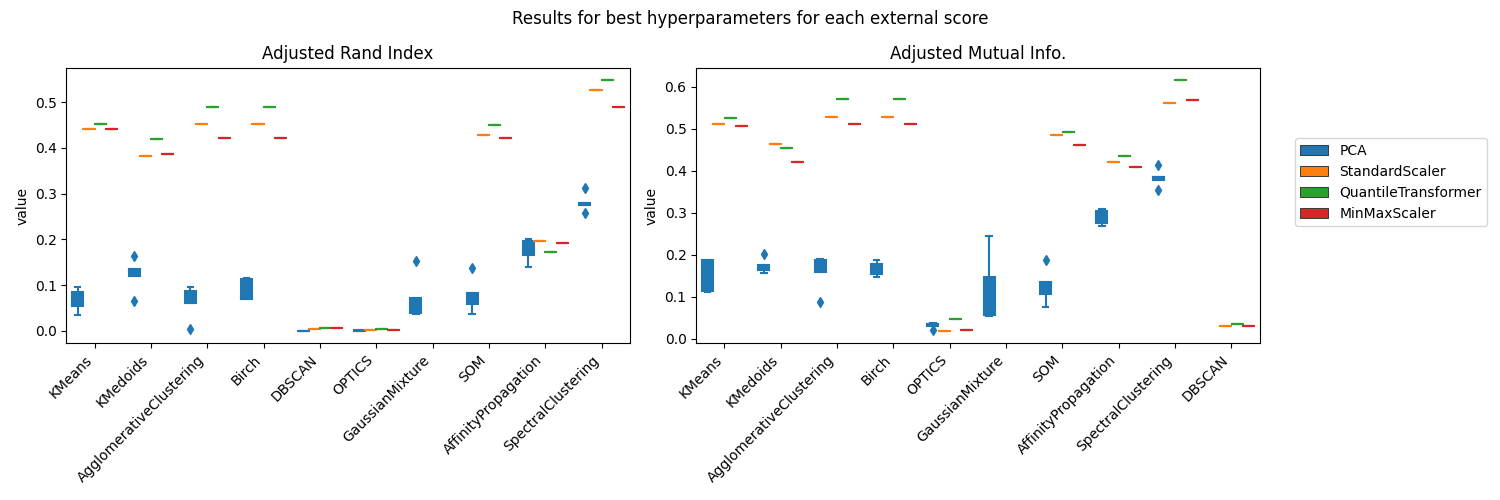 Results for best hyperparameters for each external score
Adjusted Rand Index
value
0.5
0.4
0.3
0.2
0.1
0.0
KMeans
KMedoids
AgglomerativeClustering
Birch
DBSCAN
OPTICS
GaussianMixture
SOM
AffinityPropagation
SpectralClustering
Adjusted Mutual Info.
value
0.6
0.5
0.4
0.3
0.2
0.1
0.0
KMeans
KMedoids
AgglomerativeClustering
Birch
OPTICS
GaussianMixture
SOM
AffinityPropagation
SpectralClustering
DBSCAN
PCA
StandardScaler
QuantileTransformer
MinMaxScaler